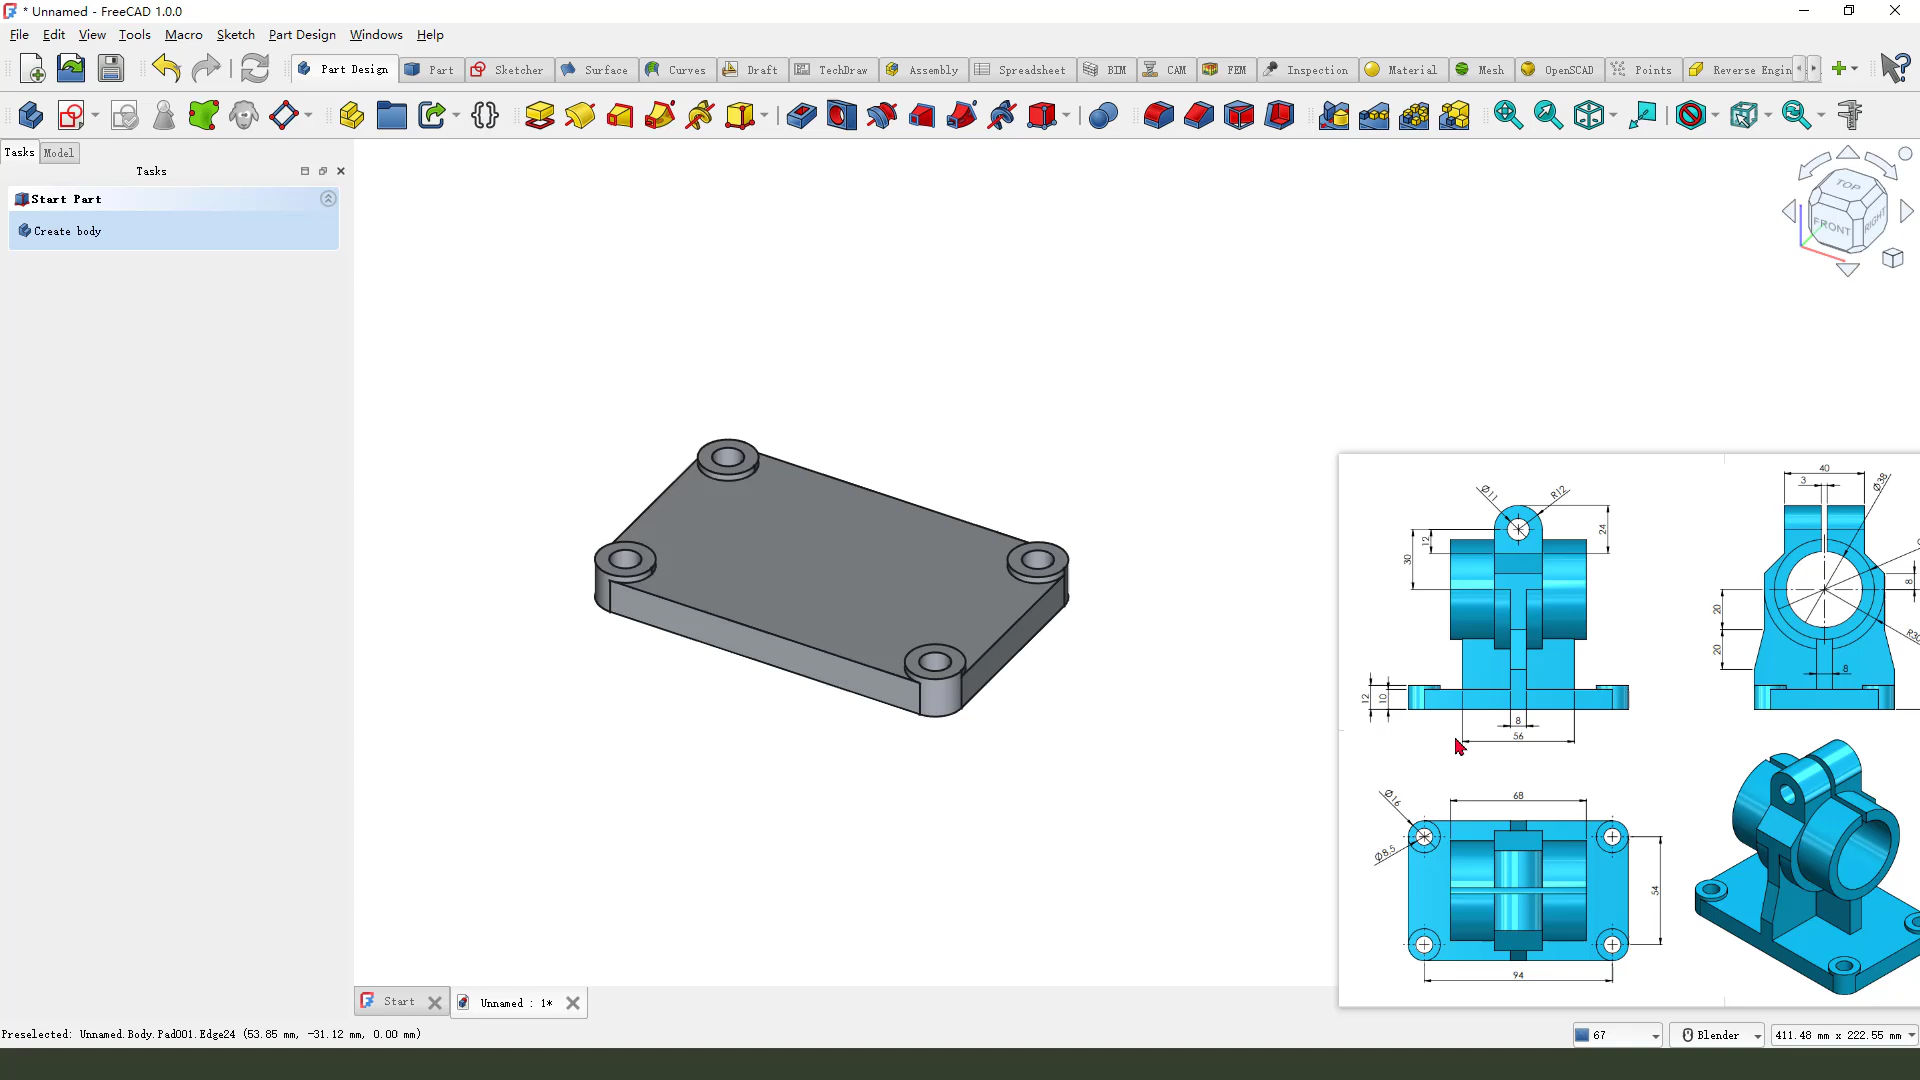 * Unnamed - FreeCAD 1.0.0
File Edit View Tools Macro Sketch Part Design Windows Help
Part Design Part Sketcher Surface Curves Draft TechDraw Assembly Spreadsheet BIM CAM FEM Inspection Material Mesh OpenSCAD Points Reverse Engin
Tasks Model
Tasks
Start Part
Create body
TOP
FRONT RIGHT
40
3
Ø38
Ø11
R12
24
12
30
8
20
20
R30
8
12
10
8
56
68
Ø16
Ø8.5
54
94
Start
Unnamed : 1*
Preselected: Unnamed.Body.Pad001.Edge24 (53.85 mm, -31.12 mm, 0.00 mm)
67
Blender
411.48 mm x 222.55 mm